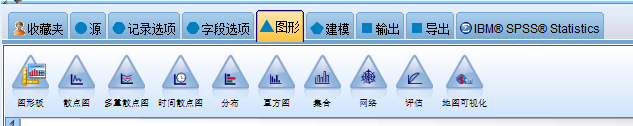 收藏夹 源 记录选项 字段选项 图形 建模 输出 导出 IBM® SPSS® Statistics
图形板 散点图 多重散点图 时间散点图 分布 直方图 集合 网络 评估 地图可视化